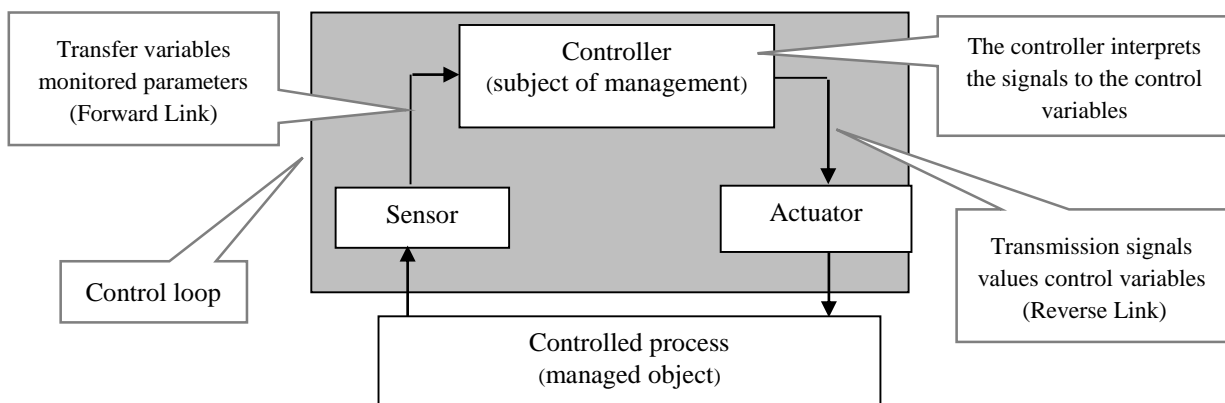 Transfer variables
monitored parameters
(Forward Link)
Controller
(subject of management)
The controller interprets
the signals to the control
variables
Sensor
Actuator
Control loop
Transmission signals
values control variables
(Reverse Link)
Controlled process
(managed object)